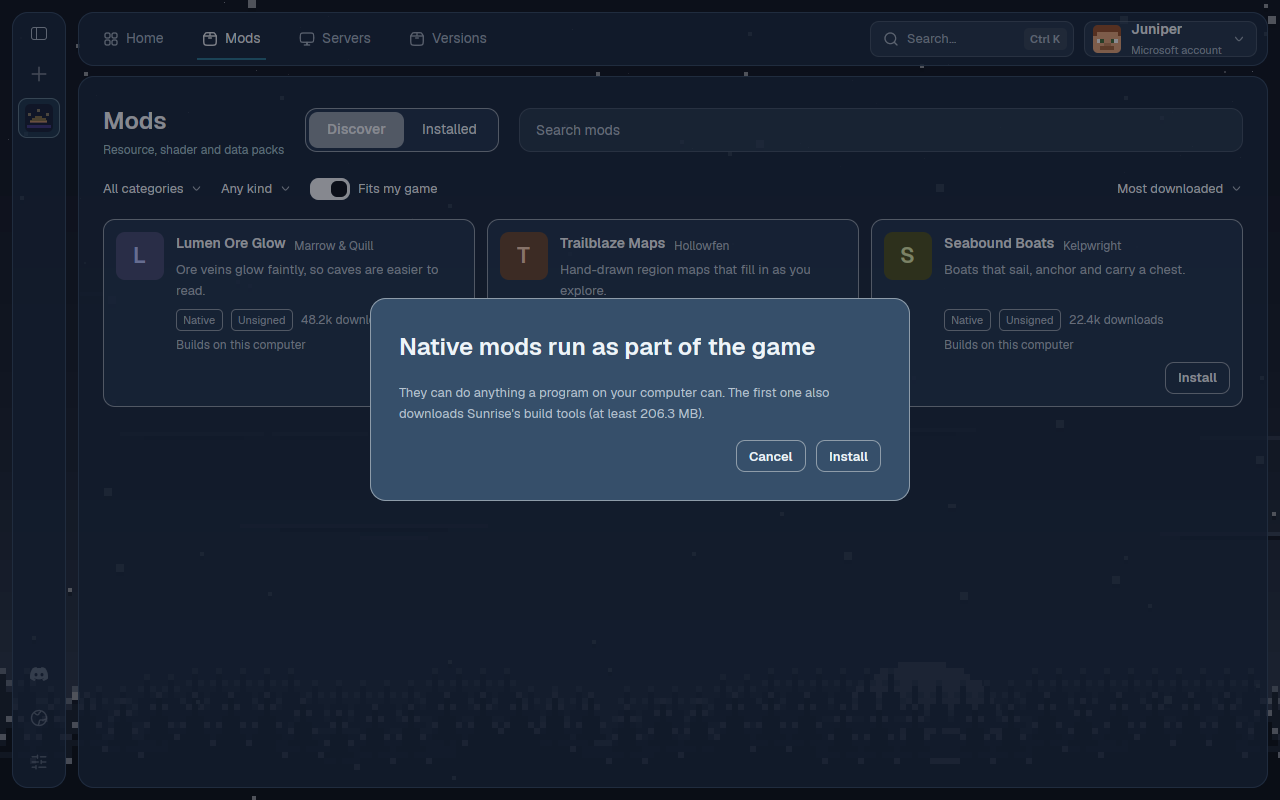 Home
Mods
Servers
Versions
Search...
Ctrl K
Juniper
Microsoft account
Mods
Resource, shader and data packs
Discover
Installed
Search mods
All categories
Any kind
Fits my game
Most downloaded
L
Lumen Ore Glow
Marrow & Quill
Ore veins glow faintly, so caves are easier to
read.
Native
Unsigned
48.2k
Builds on this computer
T
Trailblaze Maps
Hollowfen
Hand-drawn region maps that fill in as you
explore.
S
Seabound Boats
Kelpwright
Boats that sail, anchor and carry a chest.
Native
Unsigned
22.4k downloads
Builds on this computer
Install
Native mods run as part of the game
They can do anything a program on your computer can. The first one also
downloads Sunrise's build tools (at least 206.3 MB).
Cancel
Install